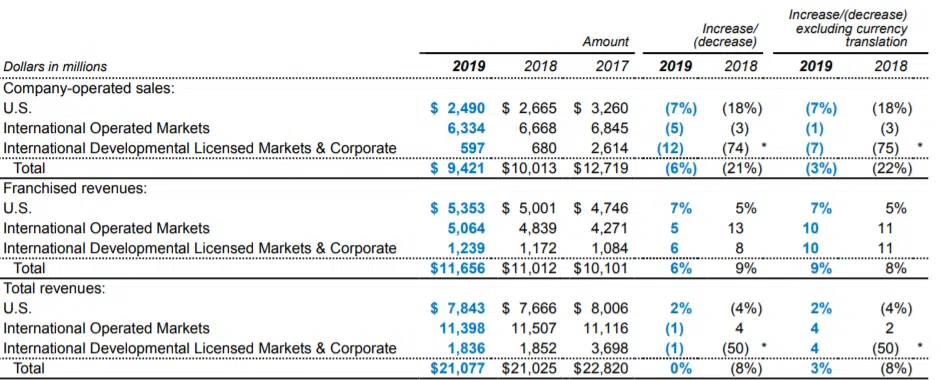 Increase/(decrease)
Increase/ excluding currency
Amount (decrease) translation
Dollars in millions 2019 2018 2017 2019 2018 2019 2018
Company-operated sales:
U.S. $ 2,490 $ 2,665 $ 3,260 (7%) (18%) (7%) (18%)
International Operated Markets 6,334 6,668 6,845 (5) (3) (1) (3)
International Developmental Licensed Markets & Corporate 597 680 2,614 (12) (74) * (7) (75) *
Total $ 9,421 $10,013 $12,719 (6%) (21%) (3%) (22%)
Franchised revenues:
U.S. $ 5,353 $ 5,001 $ 4,746 7% 5% 7% 5%
International Operated Markets 5,064 4,839 4,271 5 13 10 11
International Developmental Licensed Markets & Corporate 1,239 1,172 1,084 6 8 10 11
Total $11,656 $11,012 $10,101 6% 9% 9% 8%
Total revenues:
U.S. $ 7,843 $ 7,666 $ 8,006 2% (4%) 2% (4%)
International Operated Markets 11,398 11,507 11,116 (1) 4 4 2
International Developmental Licensed Markets & Corporate 1,836 1,852 3,698 (1) (50) * 4 (50) *
Total $21,077 $21,025 $22,820 0% (8%) 3% (8%)